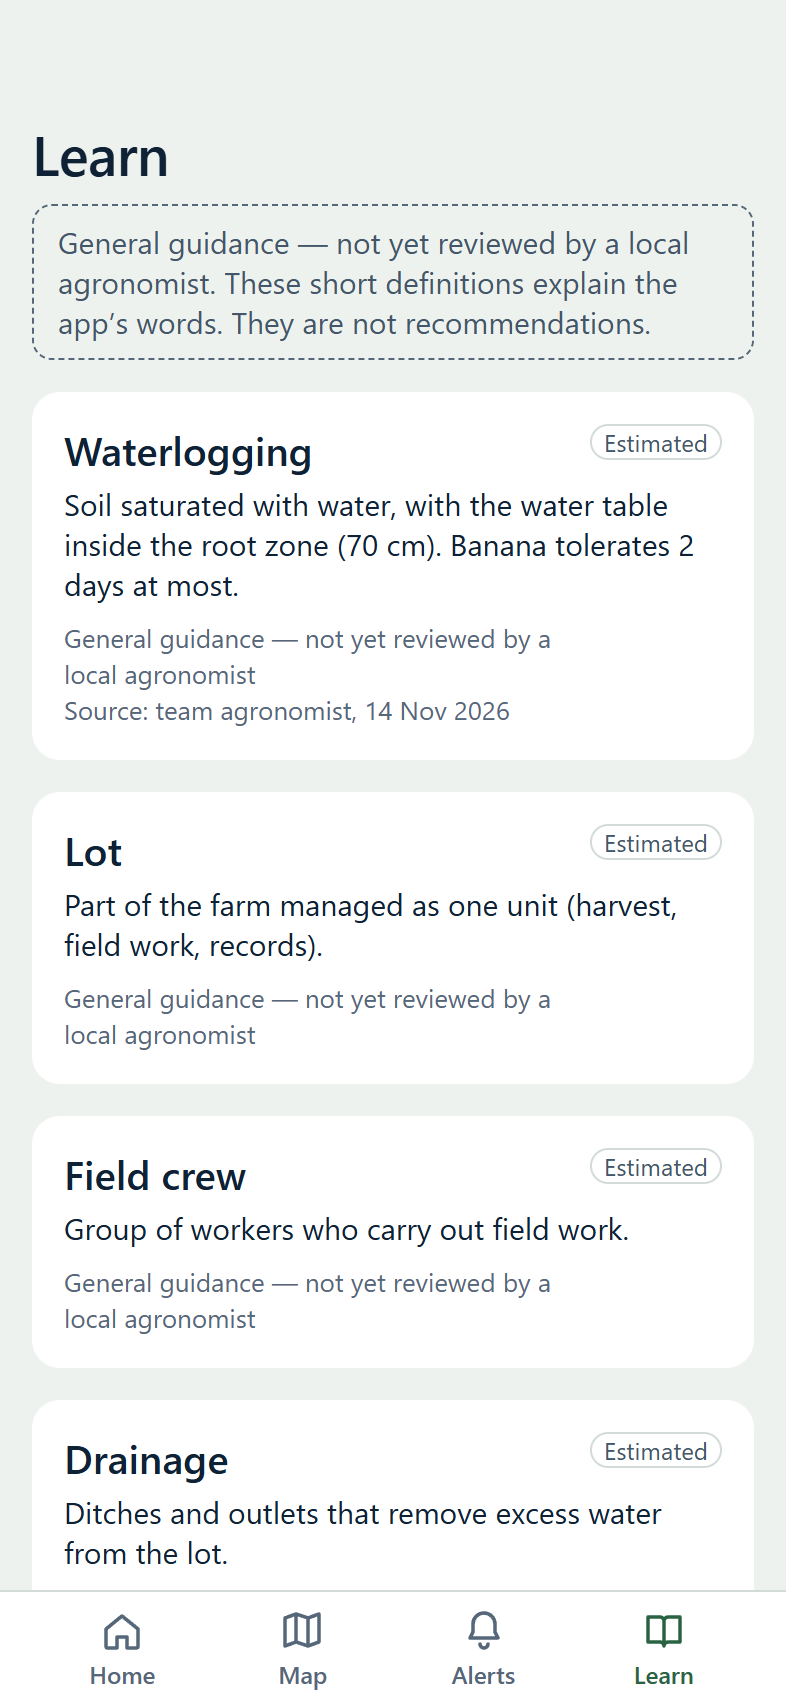 Learn
General guidance — not yet reviewed by a local
agronomist. These short definitions explain the
app’s words. They are not recommendations.
Waterlogging
Estimated
Soil saturated with water, with the water table
inside the root zone (70 cm). Banana tolerates 2
days at most.
General guidance — not yet reviewed by a
local agronomist
Source: team agronomist, 14 Nov 2026
Lot
Estimated
Part of the farm managed as one unit (harvest,
field work, records).
General guidance — not yet reviewed by a
local agronomist
Field crew
Estimated
Group of workers who carry out field work.
General guidance — not yet reviewed by a
local agronomist
Drainage
Estimated
Ditches and outlets that remove excess water
from the lot.
Home
Map
Alerts
Learn